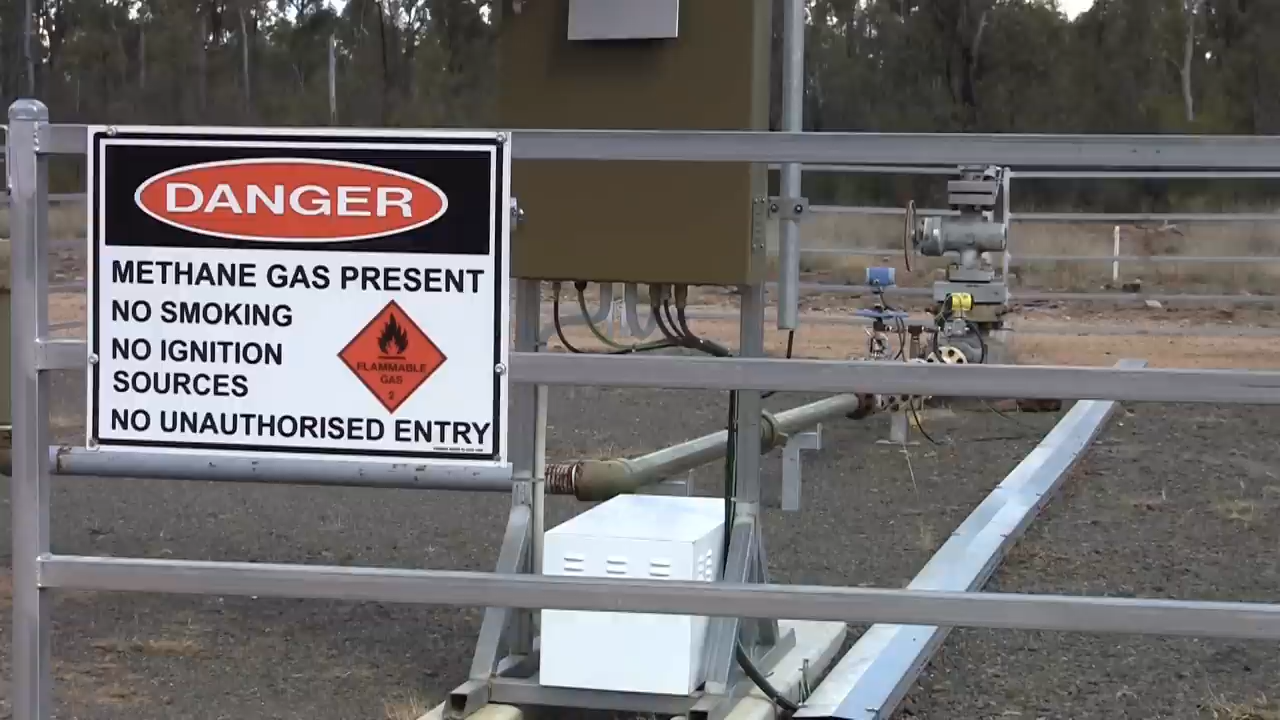 DANGER
METHANE GAS PRESENT
NO SMOKING
NO IGNITION
SOURCES
FLAMMABLE
GAS
2
NO UNAUTHORISED ENTRY